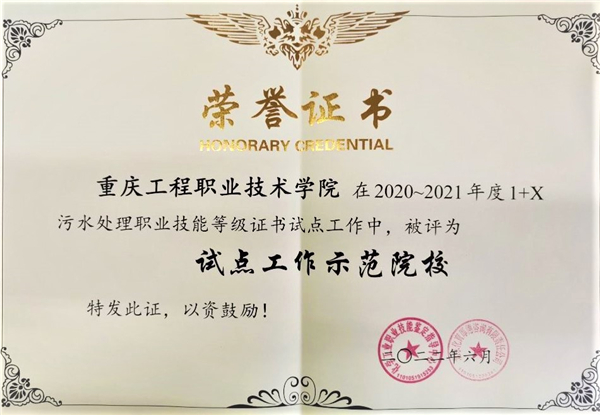 荣誉证书
HONORARY CREDENTIAL
重庆工程职业技术学院 在2020~2021年度1+X
污水处理职业技能等级证书试点工作中，被评为
试点工作示范院校
特发此证，以资鼓励！
二〇二二年六月